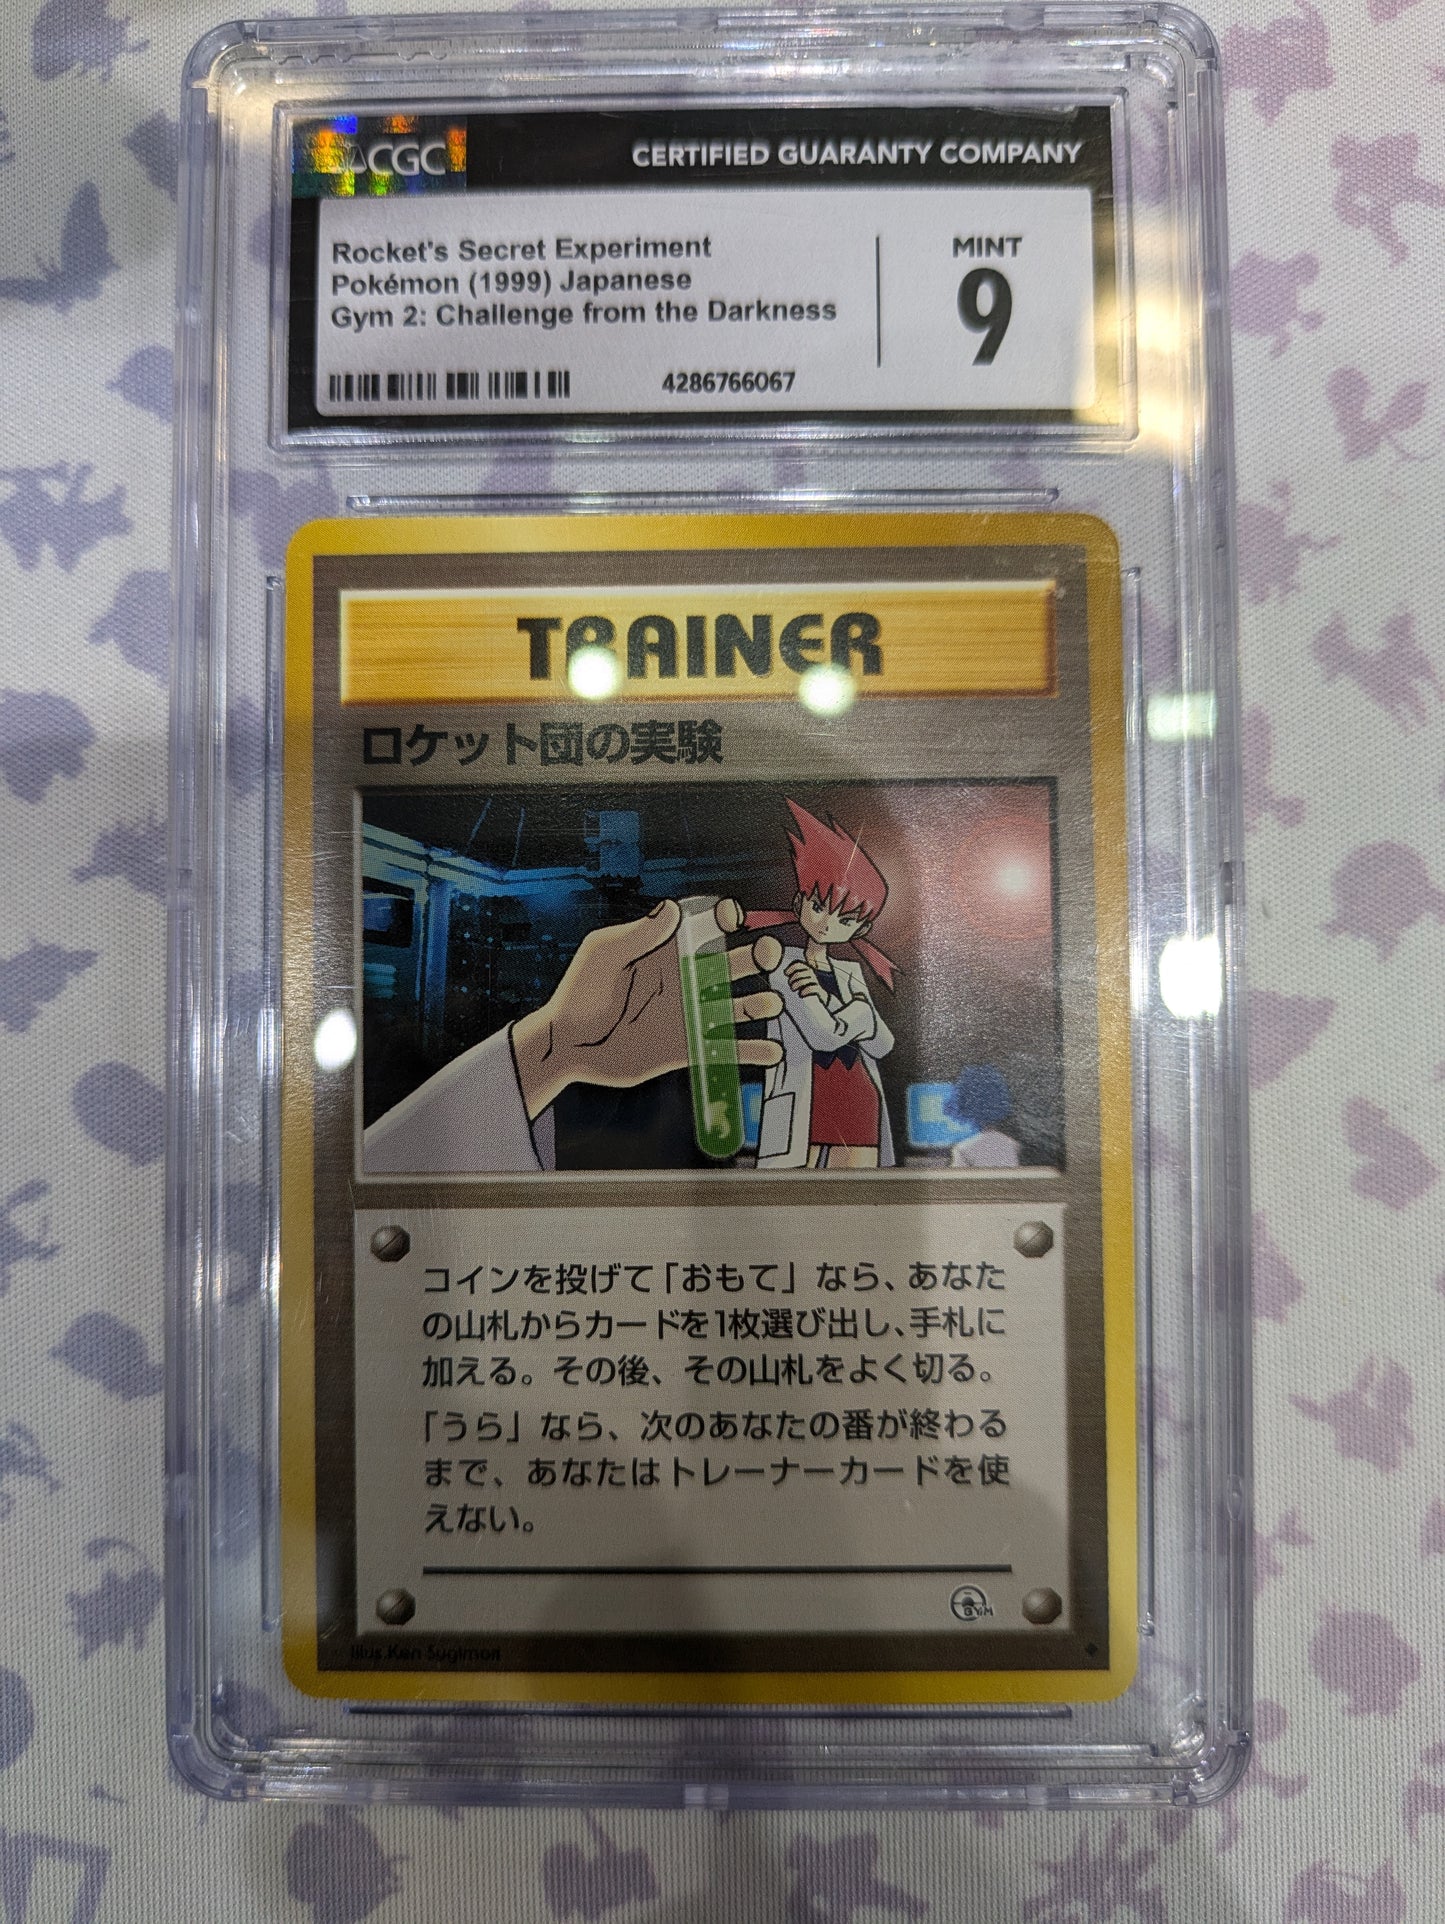 CGC
CERTIFIED GUARANTY COMPANY
Rocket's Secret Experiment
Pokémon (1999) Japanese
Gym 2: Challenge from the Darkness
MINT
9
4286766067
TRAINER
ロケット団の実験
コインを投げて「おもて」なら、あなた
の山札からカードを1枚選び出し、手札に
加える。その後、その山札をよく切る。
「うら」なら、次のあなたの番が終わる
まで、あなたはトレーナーカードを使
えない。
GYM
Illus. Ken Sugimori